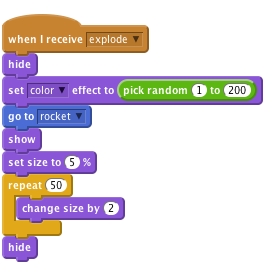 when I receive explode
hide
set color effect to pick random 1 to 200
go to rocket
show
set size to 5 %
repeat 50
change size by 2
hide